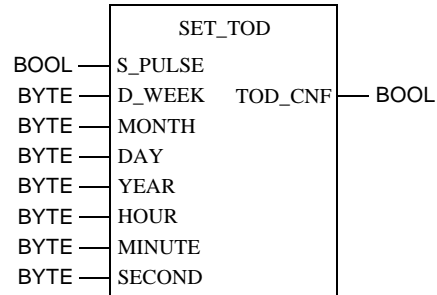 SET_TOD
BOOL S_PULSE
BYTE D_WEEK TOD_CNF BOOL
BYTE MONTH
BYTE DAY
BYTE YEAR
BYTE HOUR
BYTE MINUTE
BYTE SECOND